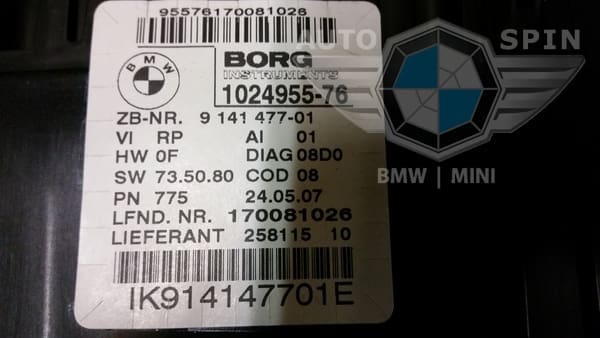 95576170081026
BMW
BORG
INSTRUMENTS
1024955-76
ZB-NR. 9 141 477-01
VI RP AI 01
HW 0F DIAG 08D0
SW 73.50.80 COD 08
PN 775 24.05.07
LFND. NR. 170081026
LIEFERANT 258115 10
IK914147701E
AUTO SPIN
BMW | MINI